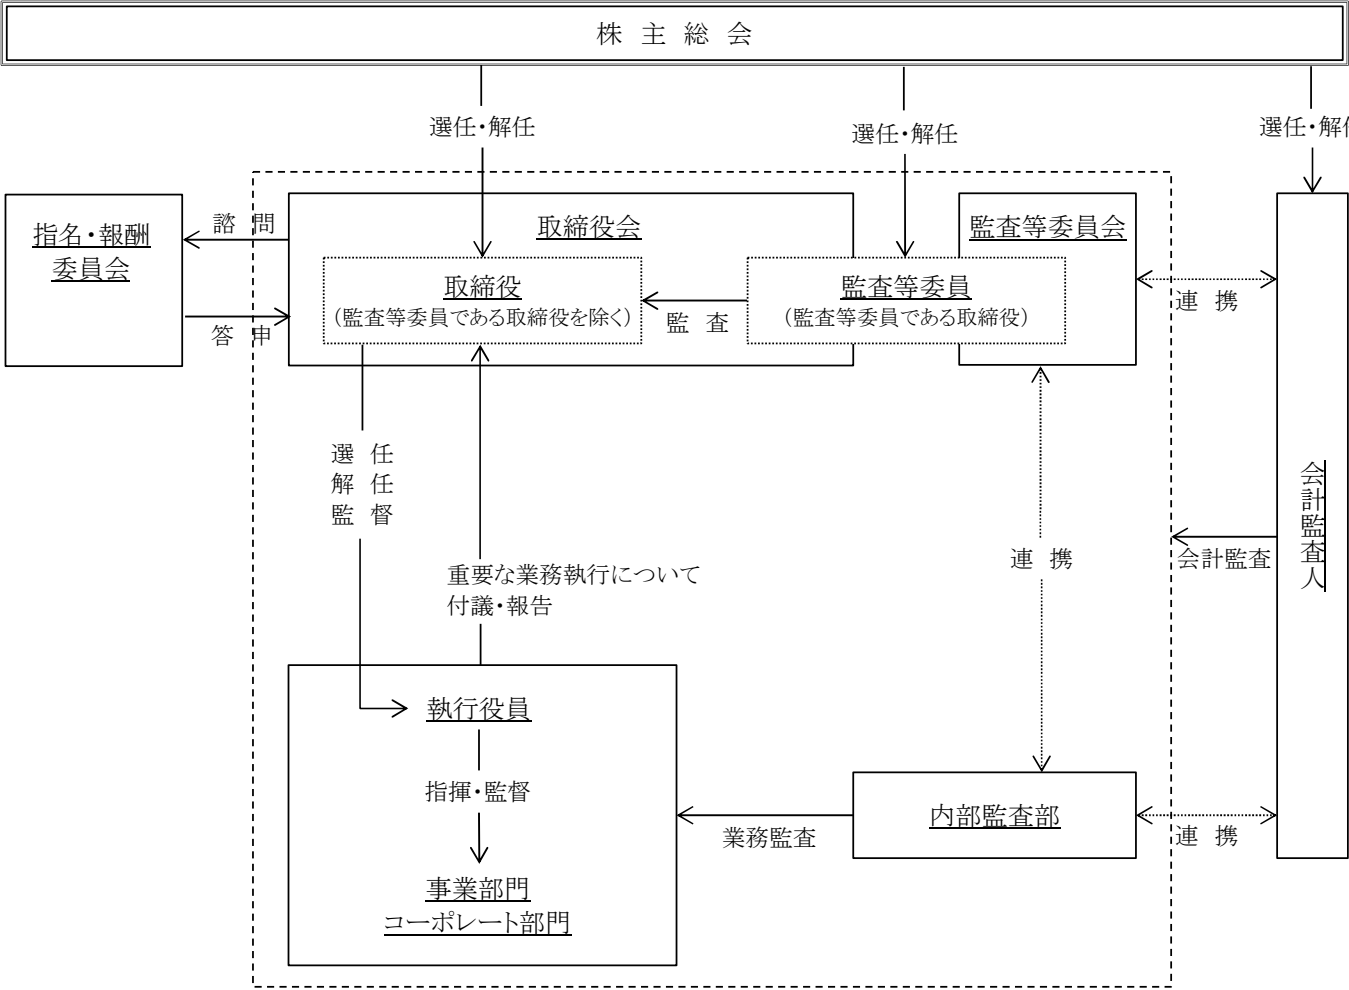 株主総会
選任・解任
選任・解任
選任・解任
指名・報酬
委員会
諮問
答申
取締役会
取締役
（監査等委員である取締役を除く）
監査
監査等委員会
監査等委員
（監査等委員である取締役）
連携
選任
解任
監督
重要な業務執行について
付議・報告
連携
会計監査
会計監査人
執行役員
指揮・監督
事業部門
コーポレート部門
業務監査
内部監査部
連携